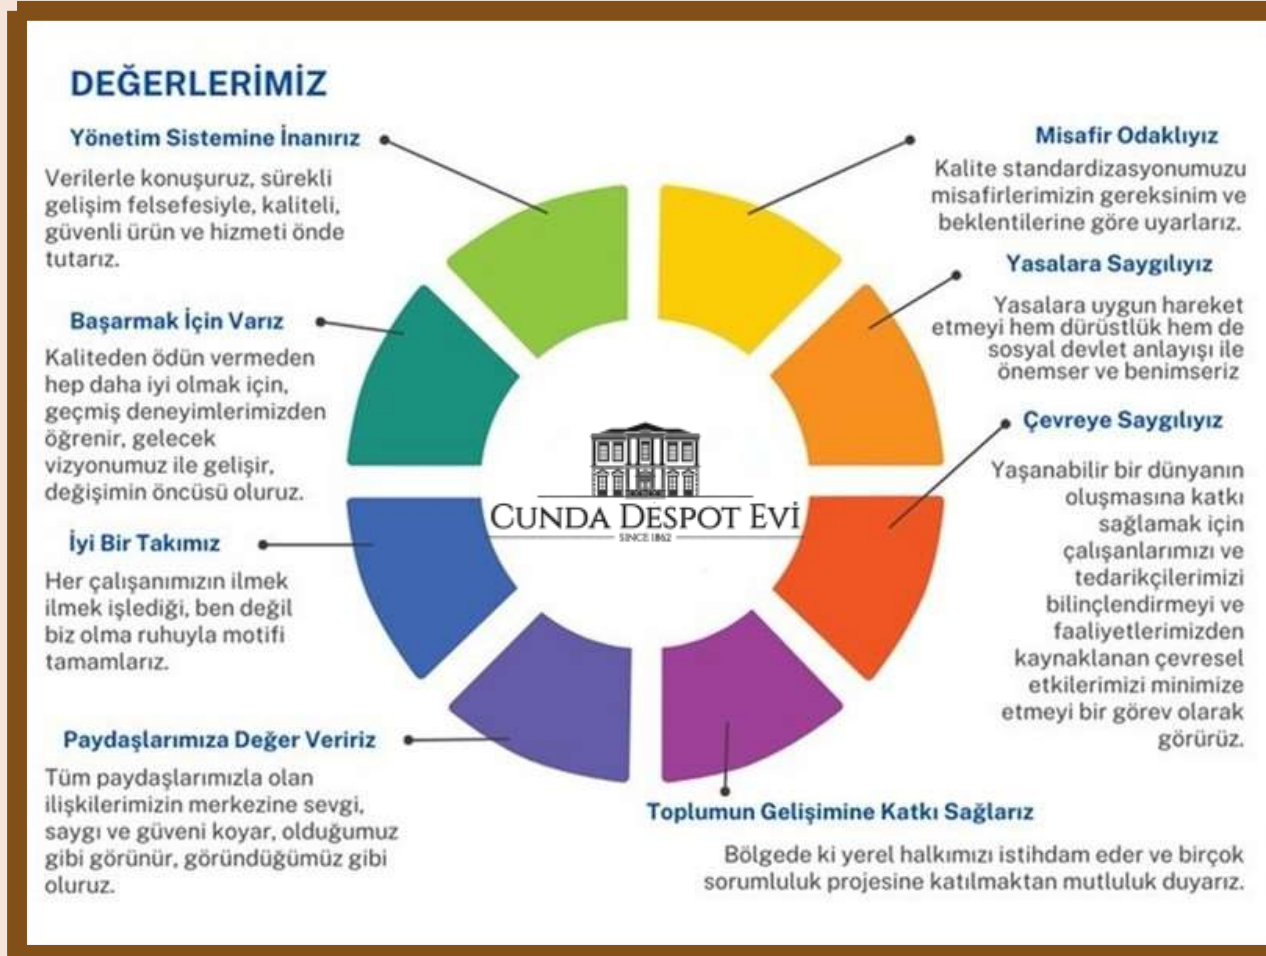 DEĞERLERİMİZ
Yönetim Sistemine İnanırız
Verilerle konuşuruz, sürekli
gelişim felsefesiyle, kaliteli,
güvenli ürün ve hizmeti önde
tutarız.
Başarmak İçin Varız
Kaliteden ödün vermeden
hep daha iyi olmak için,
geçmiş deneyimlerimizden
öğrenir, gelecek
vizyonumuz ile gelişir,
değişimin öncüsü oluruz.
İyi Bir Takımız
Her çalışanımızın ilmek
ilmek işlediği, ben değil
biz olma ruhuyla motifi
tamamlarız.
Paydaşlarımıza Değer Veririz
Tüm paydaşlarımızla olan
ilişkilerimizin merkezine sevgi,
saygı ve güveni koyar, olduğumuz
gibi görünür, göründüğümüz gibi
oluruz.
CUNDA DESPOT EVİ
SINCE 1862
Misafir Odaklıyız
Kalite standardizasyonumuzu
misafirlerimizin gereksinim ve
beklentilerine göre uyarlarız.
Yasalara Saygılıyız
Yasalara uygun hareket
etmeyi hem dürüstlük hem de
sosyal devlet anlayışı ile
önemser ve benimseriz
Çevreye Saygılıyız
Yaşanabilir bir dünyanın
oluşmasına katkı
sağlamak için
çalışanlarımızı ve
tedarikçilerimizi
bilinçlendirmeyi ve
faaliyetlerimizden
kaynaklanan çevresel
etkilerimizi minimize
etmeyi bir görev olarak
görürüz.
Toplumun Gelişimine Katkı Sağlarız
Bölgede ki yerel halkımızı istihdam eder ve birçok
sorumluluk projesine katılmaktan mutluluk duyarız.